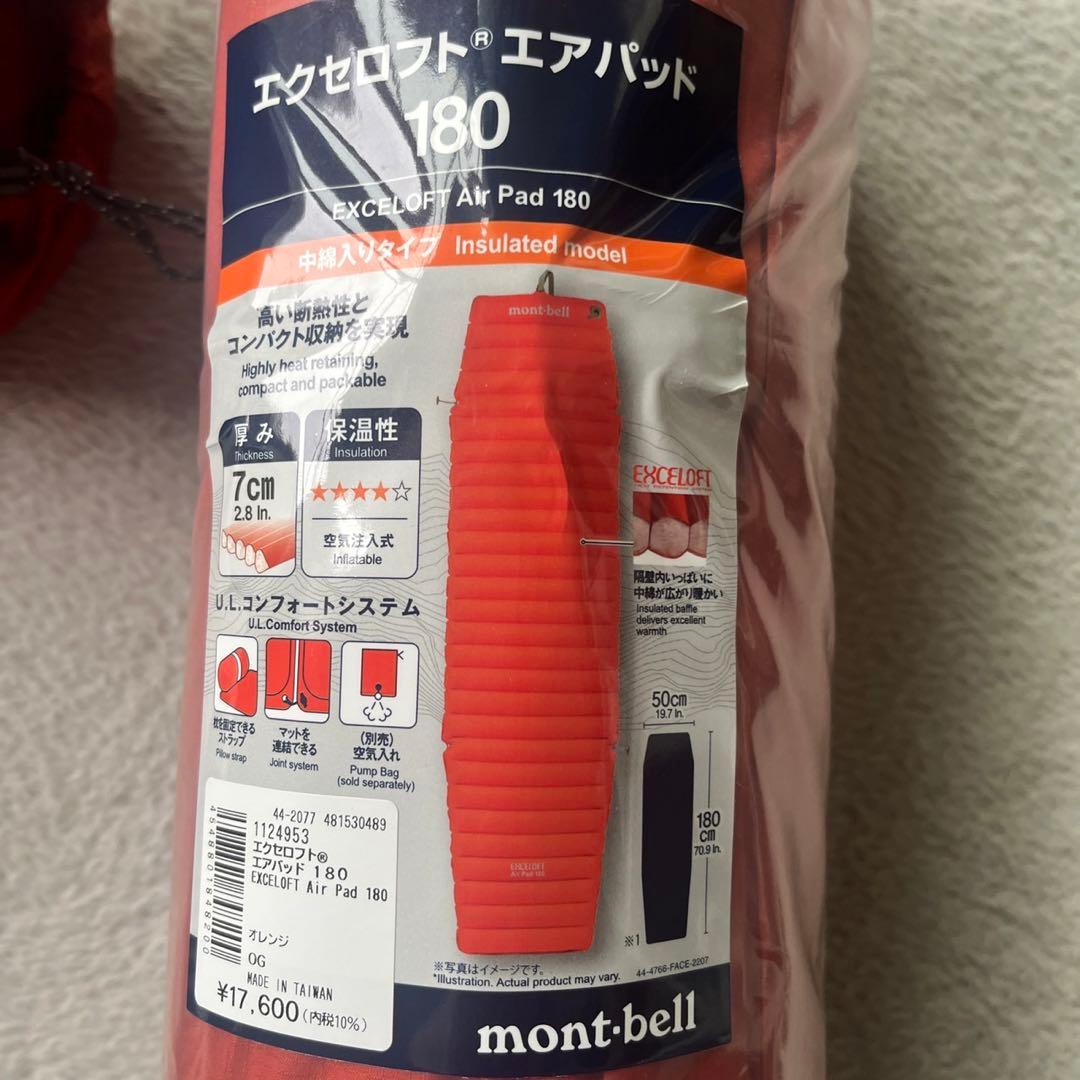 エクセロフト® エアパッド
180
EXCELOFT Air Pad 180
中綿入りタイプ Insulated model
高い断熱性と
コンパクト収納を実現
Highly heat retaining,
compact and packable
厚み
Thickness
7cm
2.8 In.
保温性
Insulation
★★★★☆
空気注入式
Inflatable
mont·bell
EXCELOFT
隔壁内いっぱいに
中綿が広がり暖かい
Insulated baffle
delivers excellent
warmth
U.L.コンフォートシステム
U.L.Comfort System
枕を固定できる
ストラップ
Pillow strap
マットを
連結できる
Joint system
(別売)
空気入れ
Pump Bag
(sold separately)
50cm
19.7 In.
180
cm
70.9 In.
※1
EXCELOFT
Air Pad 180
※写真はイメージです。
*Illustration. Actual product may vary.
44-4766-FACE-2207
44-2077 481530489
1124953
エクセロフト®
エアパッド 180
EXCELOFT Air Pad 180
オレンジ
OG
MADE IN TAIWAN
¥17,600(内税10%)
4548801848200
mont·bell